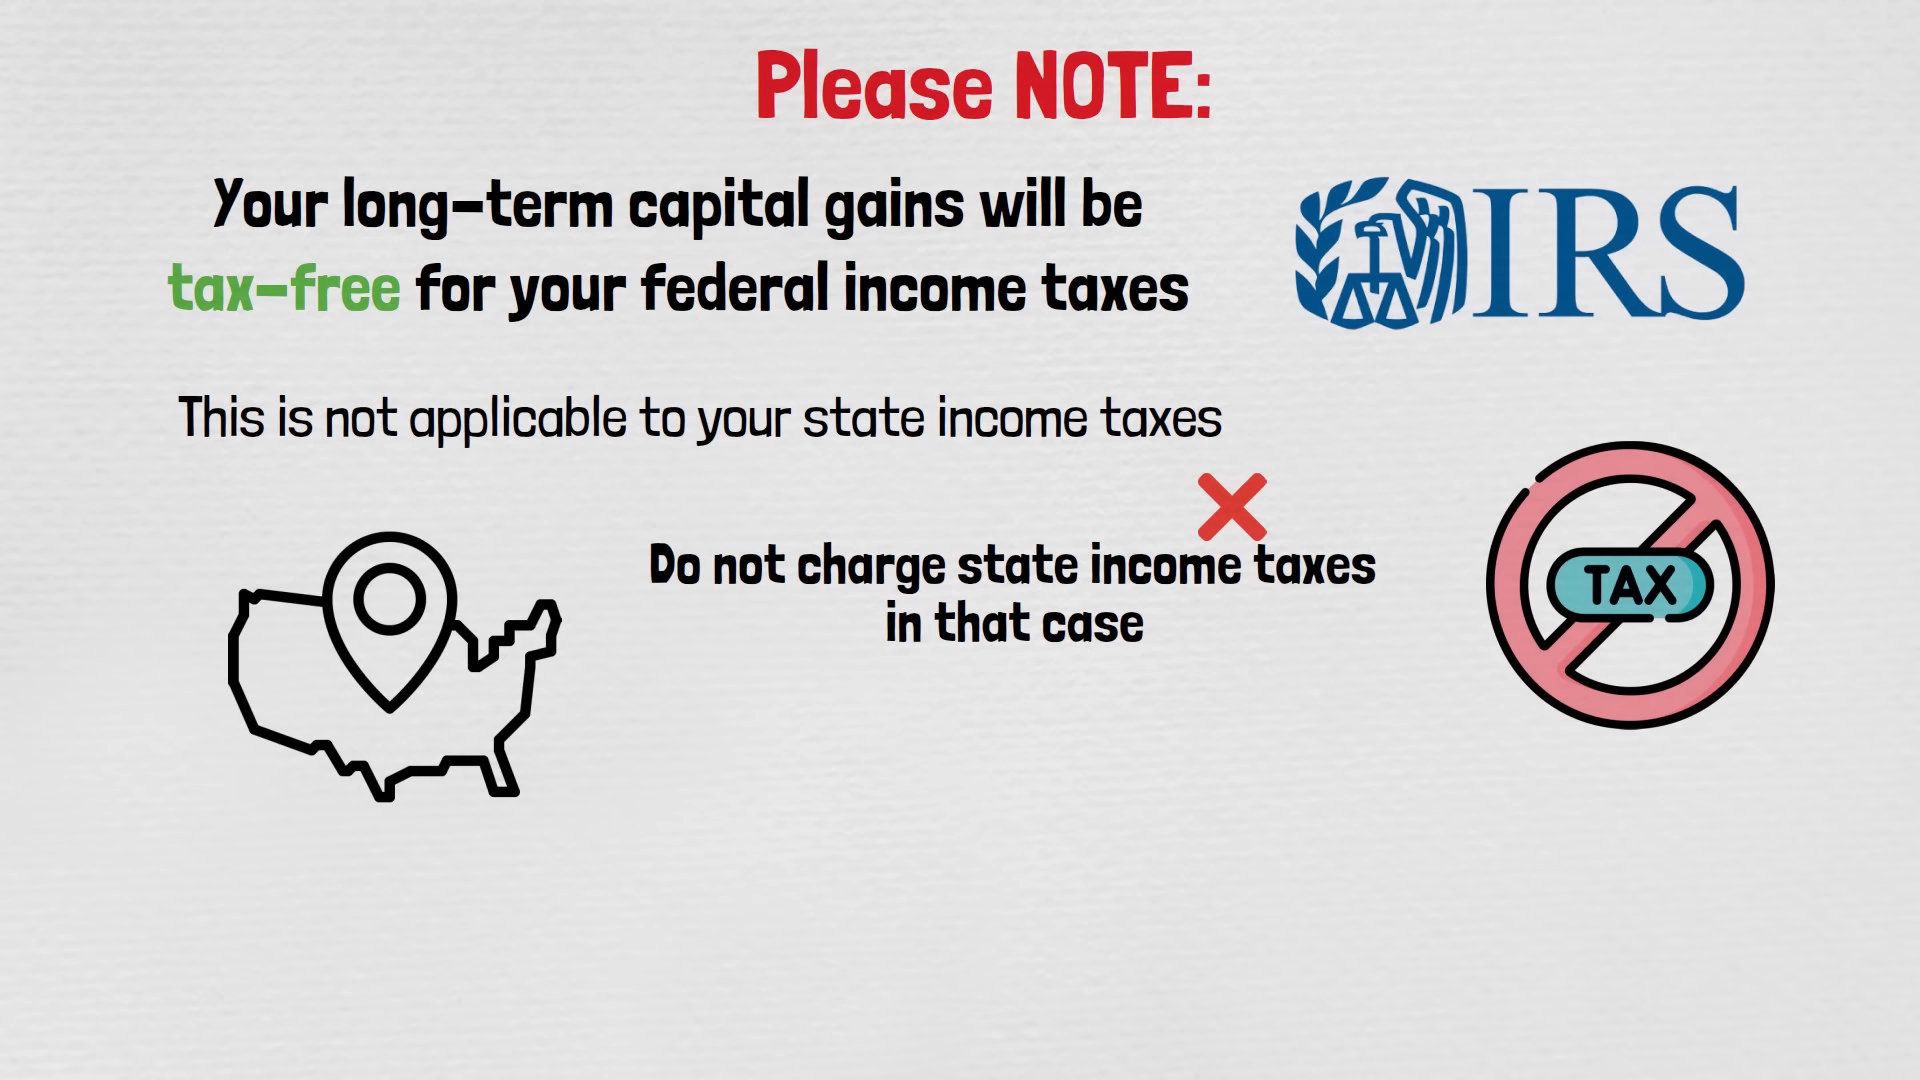 Please NOTE:
Your long-term capital gains will be
tax-free for your federal income taxes
IRS
This is not applicable to your state income taxes
Do not charge state income taxes
in that case
TAX